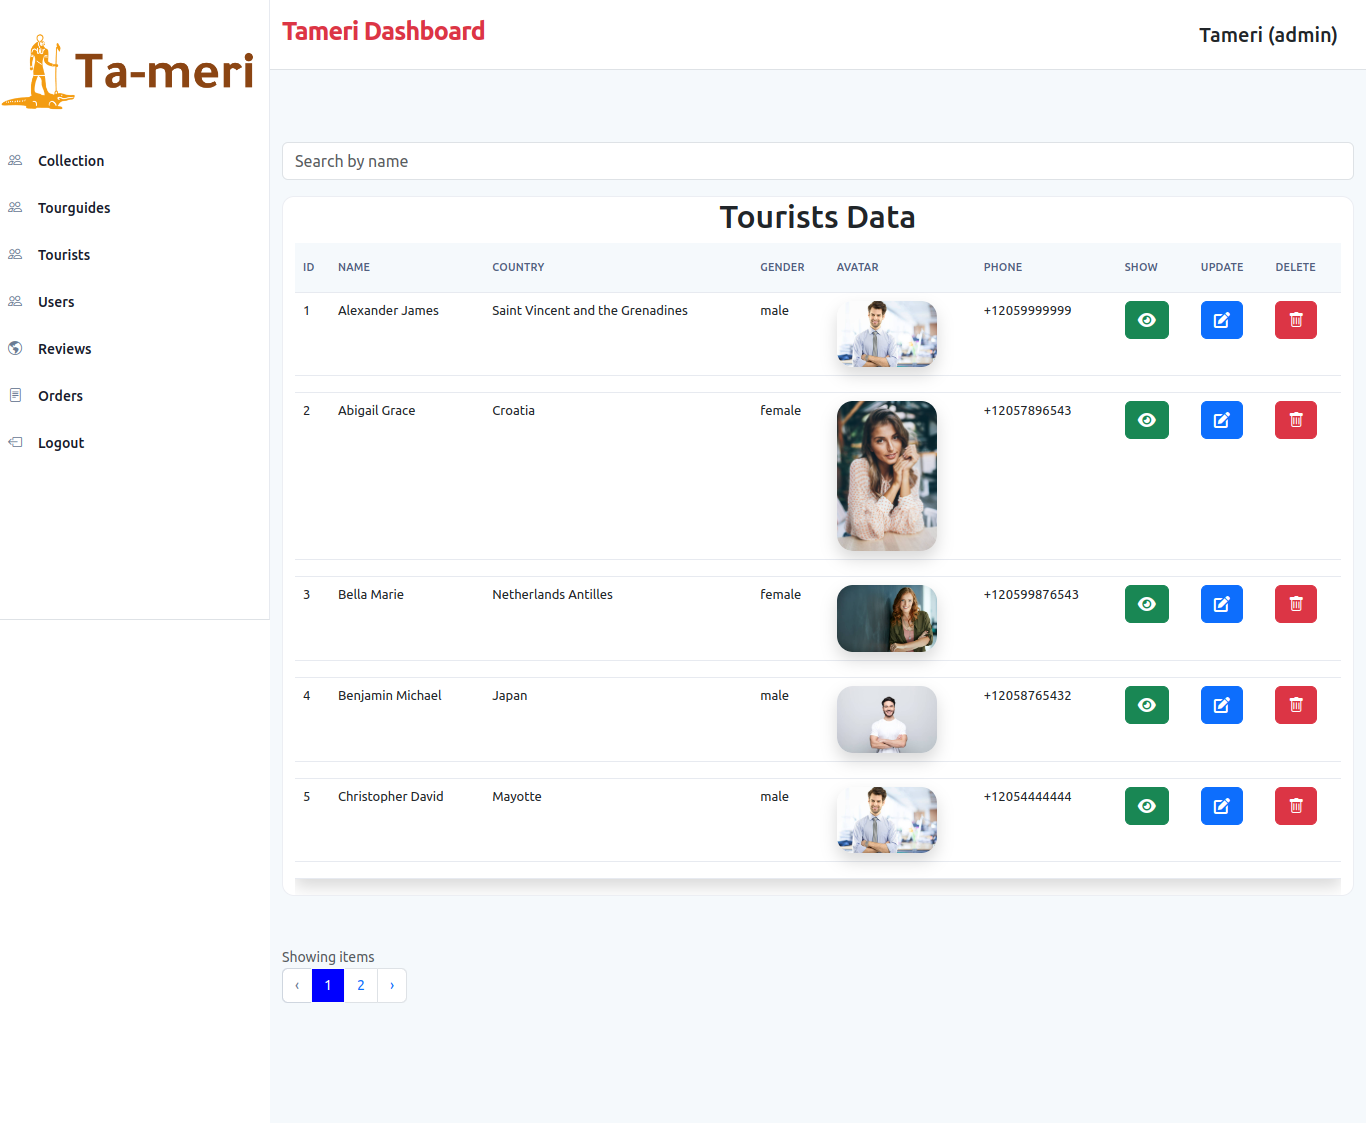 Ta-meri
Collection
Tourguides
Tourists
Users
Reviews
Orders
Logout
Tameri Dashboard
Tameri (admin)
Search by name
Tourists Data
ID NAME COUNTRY GENDER AVATAR PHONE SHOW UPDATE DELETE
1 Alexander James Saint Vincent and the Grenadines male +12059999999
2 Abigail Grace Croatia female +12057896543
3 Bella Marie Netherlands Antilles female +120599876543
4 Benjamin Michael Japan male +12058765432
5 Christopher David Mayotte male +12054444444
Showing items
‹ 1 2 ›